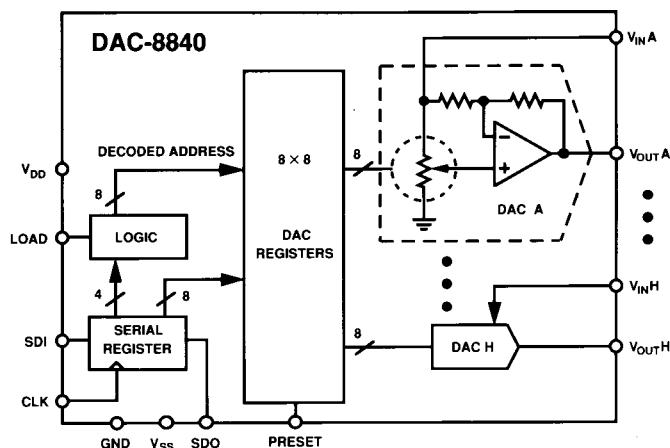 DAC-8840
VINA
VDD
DECODED ADDRESS
8
8 × 8
8
VOUTA
DAC A
LOAD
LOGIC
DAC
REGISTERS
4
8
VINH
SDI
SERIAL
REGISTER
8
DAC H
VOUTH
CLK
GND
VSS
SDO
PRESET